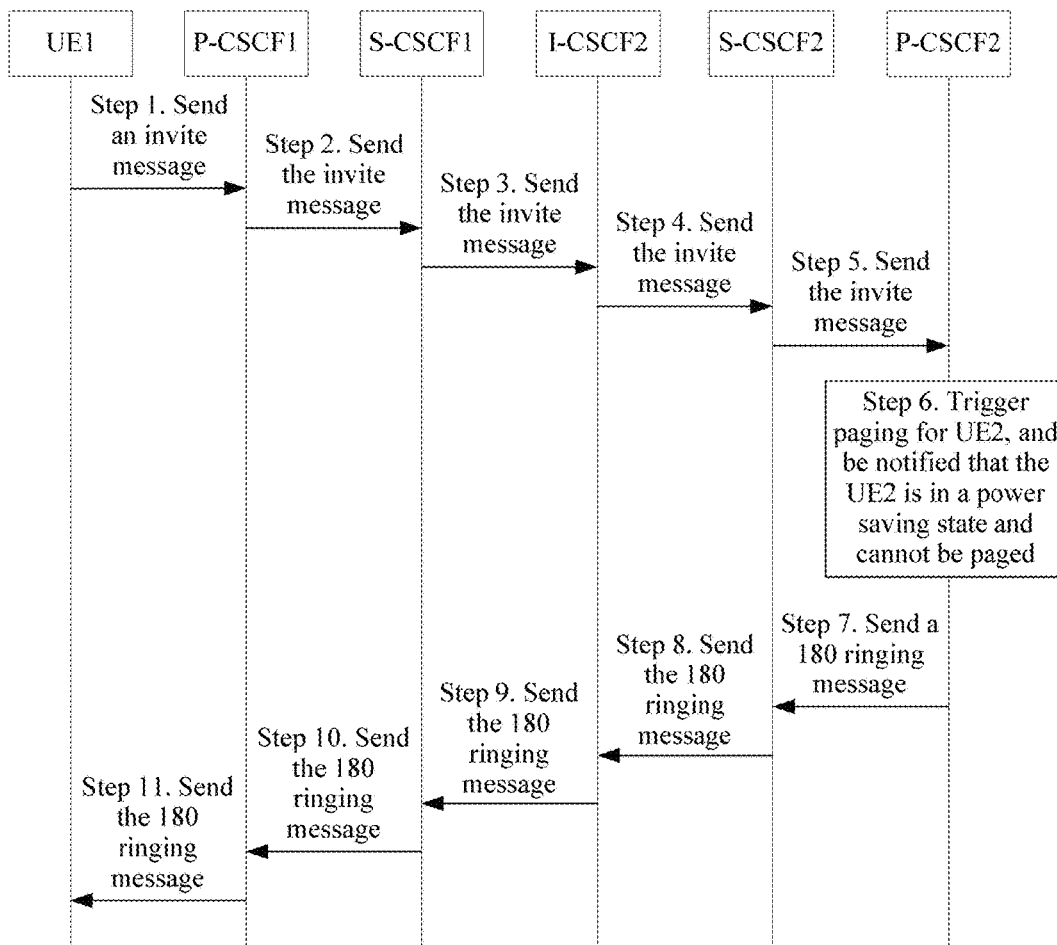 UE1
P-CSCF1
S-CSCF1
I-CSCF2
S-CSCF2
P-CSCF2
Step 1. Send
an invite
message
Step 2. Send
the invite
message
Step 3. Send
the invite
message
Step 4. Send
the invite
message
Step 5. Send
the invite
message
Step 6. Trigger
paging for UE2, and
be notified that the
UE2 is in a power
saving state and
cannot be paged
Step 7. Send a
180 ringing
message
Step 8. Send
the 180
ringing
message
Step 9. Send
the 180
ringing
message
Step 10. Send
the 180
ringing
message
Step 11. Send
the 180
ringing
message